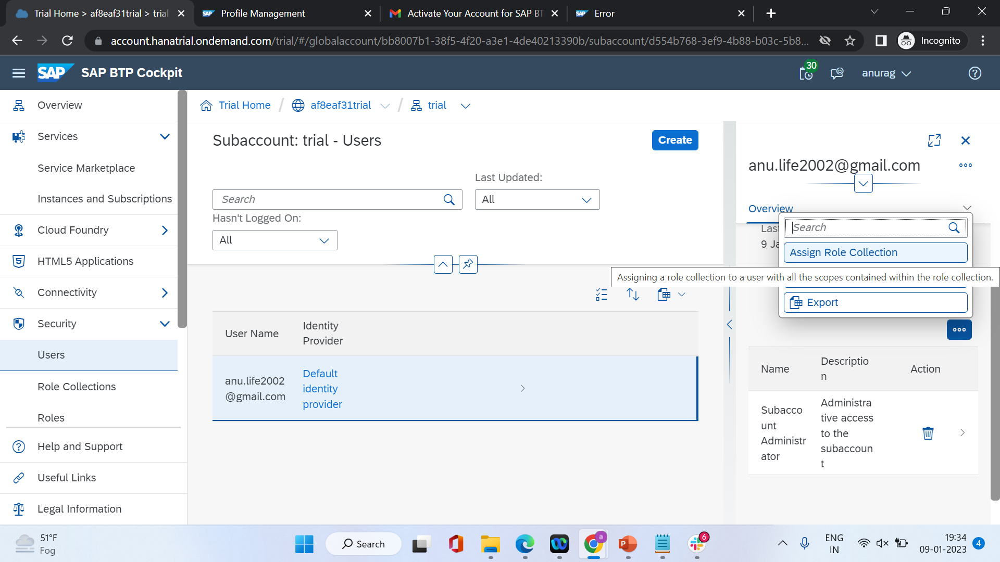 Trial Home > af8eaf31trial > trial
Profile Management
Activate Your Account for SAP BT
Error
account.hanatrial.ondemand.com/trial/#/globalaccount/bb8007b1-38f5-4f20-a3e1-4de40213390b/subaccount/d554b768-3ef9-4b88-b03c-5b8...
Incognito
SAP
SAP BTP Cockpit
30
anurag
Overview
Services
Service Marketplace
Instances and Subscriptions
Cloud Foundry
HTML5 Applications
Connectivity
Security
Users
Role Collections
Roles
Help and Support
Useful Links
Legal Information
Trial Home / af8eaf31trial / trial
Subaccount: trial - Users
Create
Last Updated:
Search
All
Hasn't Logged On:
All
User Name
Identity
Provider
anu.life2002
@gmail.com
Default
identity
provider
anu.life2002@gmail.com
Overview
Last
9 Ja
Search
Assign Role Collection
Assigning a role collection to a user with all the scopes contained within the role collection.
Export
Name
Descriptio
n
Action
Subacco
unt
Administr
ator
Administra
tive access
to the
subaccoun
t
51°F
Fog
Search
a
6
ENG
IN
19:34
09-01-2023
4